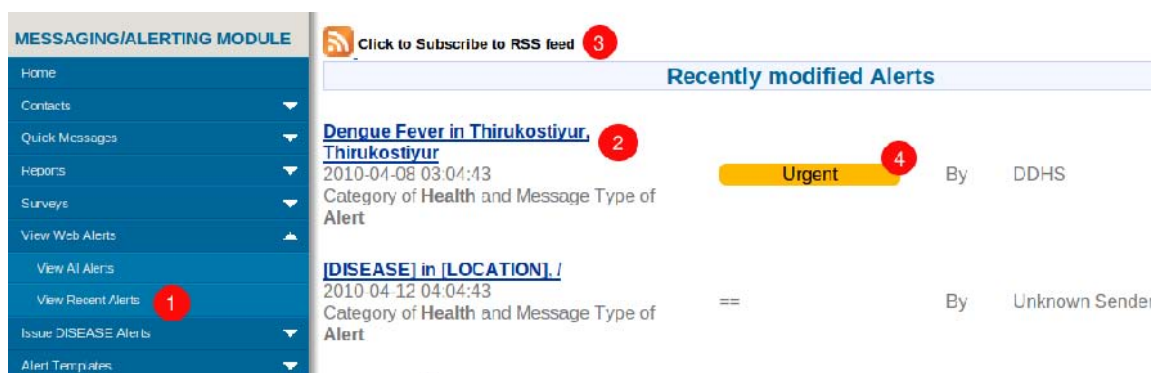 MESSAGING/ALERTING MODULE
Home
Contacts
Quick Messages
Reports
Surveys
View Web Alerts
View All Alerts
View Recent Alerts 1
Issue DISEASE Alerts
Alert Templates
Click to Subscribe to RSS feed 3
Recently modified Alerts
Dengue Fever in Thirukostiyur, 2
Thirukostiyur
2010-04-08 03:04:43
Category of Health and Message Type of
Alert
Urgent 4 By DDHS
[DISEASE] in [LOCATION], /
2010-04-12 04:04:43
Category of Health and Message Type of
Alert
== By Unknown Sender